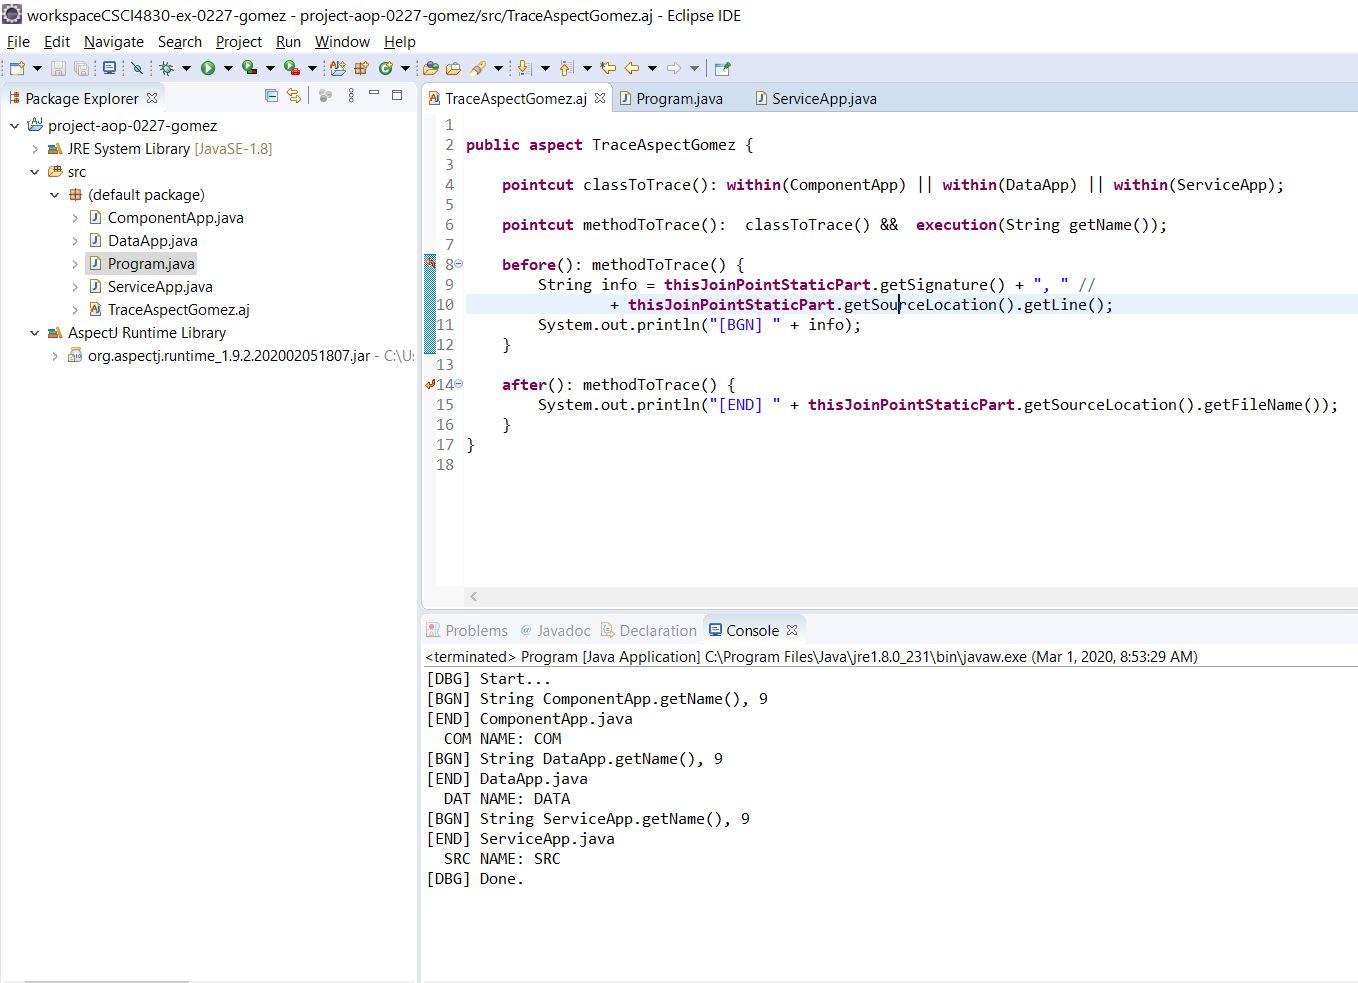 workspaceCSCI4830-ex-0227-gomez - project-aop-0227-gomez/src/TraceAspectGomez.aj - Eclipse IDE
File Edit Navigate Search Project Run Window Help
Package Explorer
project-aop-0227-gomez
JRE System Library [JavaSE-1.8]
src
(default package)
ComponentApp.java
DataApp.java
Program.java
ServiceApp.java
TraceAspectGomez.aj
AspectJ Runtime Library
org.aspectj.runtime_1.9.2.202002051807.jar - C:\U
TraceAspectGomez.aj Program.java ServiceApp.java
1
2 public aspect TraceAspectGomez {
3
4 pointcut classToTrace(): within(ComponentApp) || within(DataApp) || within(ServiceApp);
5
6 pointcut methodToTrace():  classToTrace() &&  execution(String getName());
7
8 before(): methodToTrace() {
9 String info = thisJoinPointStaticPart.getSignature() + ", " //
10 + thisJoinPointStaticPart.getSourceLocation().getLine();
11 System.out.println("[BGN] " + info);
12 }
13
14 after(): methodToTrace() {
15 System.out.println("[END] " + thisJoinPointStaticPart.getSourceLocation().getFileName());
16 }
17 }
18
Problems @ Javadoc Declaration Console
<terminated> Program [Java Application] C:\Program Files\Java\jre1.8.0_231\bin\javaw.exe (Mar 1, 2020, 8:53:29 AM)
[DBG] Start...
[BGN] String ComponentApp.getName(), 9
[END] ComponentApp.java
COM NAME: COM
[BGN] String DataApp.getName(), 9
[END] DataApp.java
DAT NAME: DATA
[BGN] String ServiceApp.getName(), 9
[END] ServiceApp.java
SRC NAME: SRC
[DBG] Done.